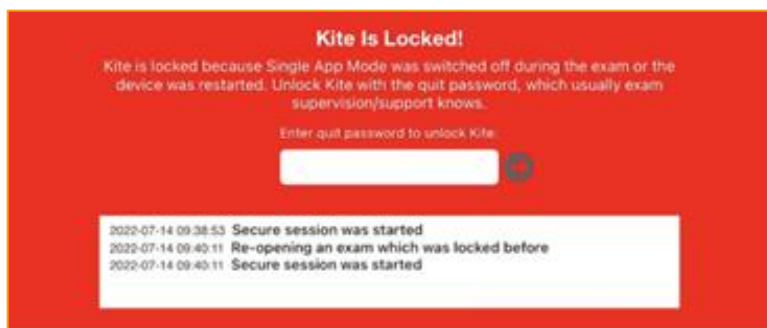 Kite Is Locked!
Kite is locked because Single App Mode was switched off during the exam or the
device was restarted. Unlock Kite with the quit password, which usually exam
supervision/support knows.
Enter quit password to unlock Kite:
2022-07-14 09:38:53 Secure session was started
2022-07-14 09:40:11 Re-opening an exam which was locked before
2022-07-14 09:40:11 Secure session was started